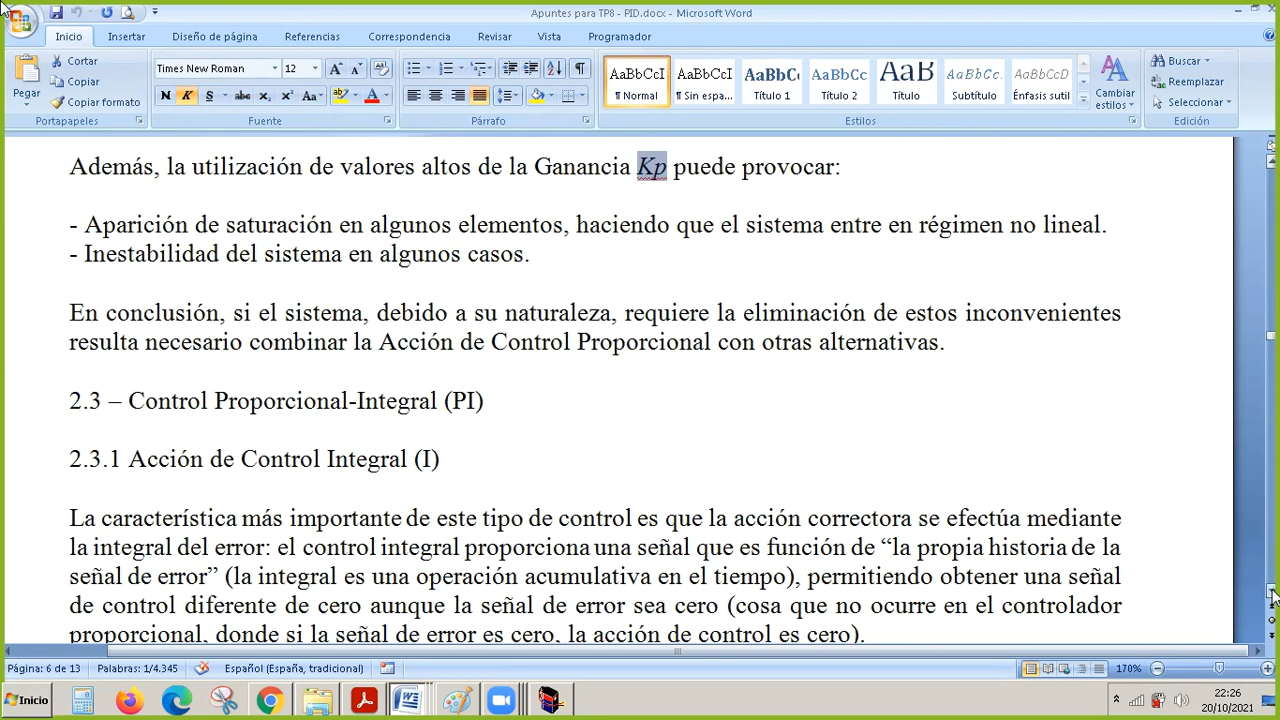 Apuntes para TP8 - PID.docx - Microsoft Word
Inicio Insertar Diseño de página Referencias Correspondencia Revisar Vista Programador
Pegar
Cortar
Copiar
Copiar formato
Portapapeles
Times New Roman 12
N K S abc x₂ x² Aa
Fuente
Párrafo
AaBbCcI AaBbCcI AaBbC AaBbCc AaB AaBbCc. AaBbCcD
¶ Normal ¶ Sin espa... Título 1 Título 2 Título Subtítulo Énfasis sutil
Cambiar estilos
Estilos
Buscar
Reemplazar
Seleccionar
Edición
Además, la utilización de valores altos de la Ganancia Kp puede provocar:
- Aparición de saturación en algunos elementos, haciendo que el sistema entre en régimen no lineal.
- Inestabilidad del sistema en algunos casos.
En conclusión, si el sistema, debido a su naturaleza, requiere la eliminación de estos inconvenientes
resulta necesario combinar la Acción de Control Proporcional con otras alternativas.
2.3 – Control Proporcional-Integral (PI)
2.3.1 Acción de Control Integral (I)
La característica más importante de este tipo de control es que la acción correctora se efectúa mediante
la integral del error: el control integral proporciona una señal que es función de “la propia historia de la
señal de error” (la integral es una operación acumulativa en el tiempo), permitiendo obtener una señal
de control diferente de cero aunque la señal de error sea cero (cosa que no ocurre en el controlador
proporcional, donde si la señal de error es cero, la acción de control es cero).
Página: 6 de 13 Palabras: 1/4.345 Español (España, tradicional) 170%
Inicio 22:26
20/10/2021